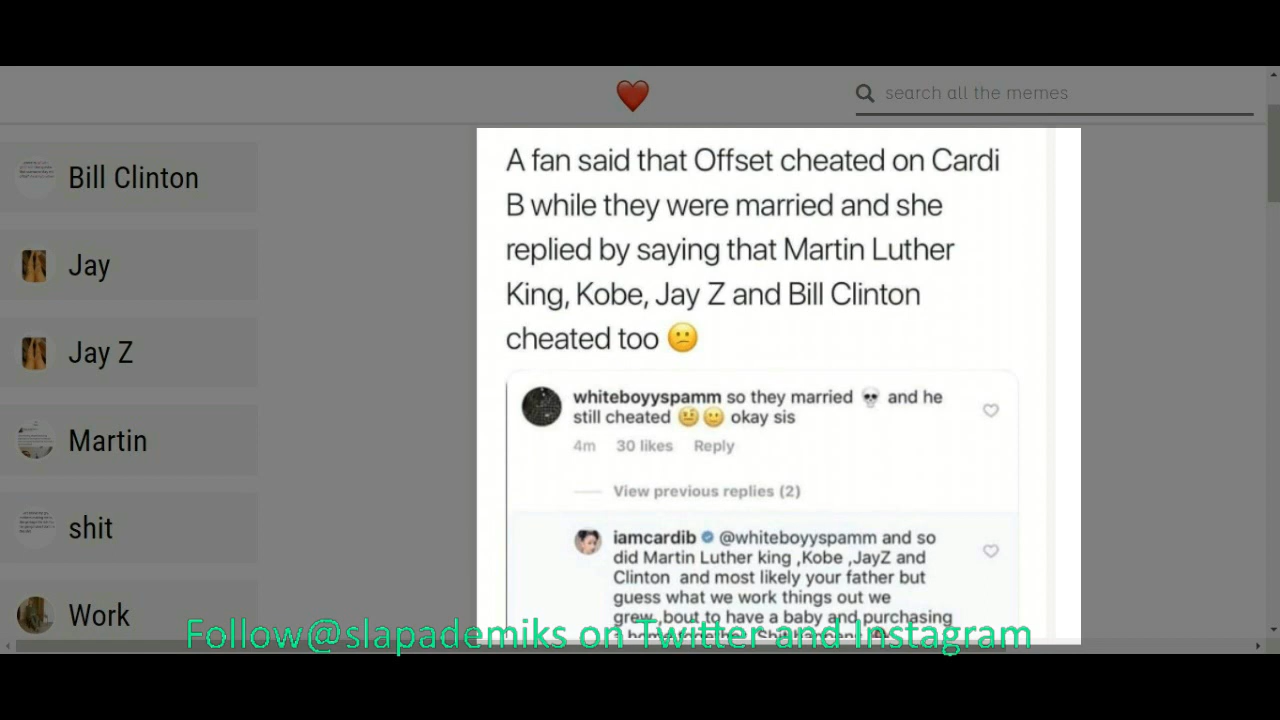 search all the memes
Bill Clinton
Jay
Jay Z
Martin
shit
Work
A fan said that Offset cheated on Cardi
B while they were married and she
replied by saying that Martin Luther
King, Kobe, Jay Z and Bill Clinton
cheated too 😕
whiteboyyspamm so they married 💀 and he
still cheated 🤨🙂 okay sis
4m 30 likes Reply
View previous replies (2)
iamcardib @whiteboyyspamm and so
did Martin Luther king ,Kobe ,JayZ and
Clinton and most likely your father but
guess what we work things out we
grew ,bout to have a baby and purchasing
Follow@slapademiks on Twitter and Instagram